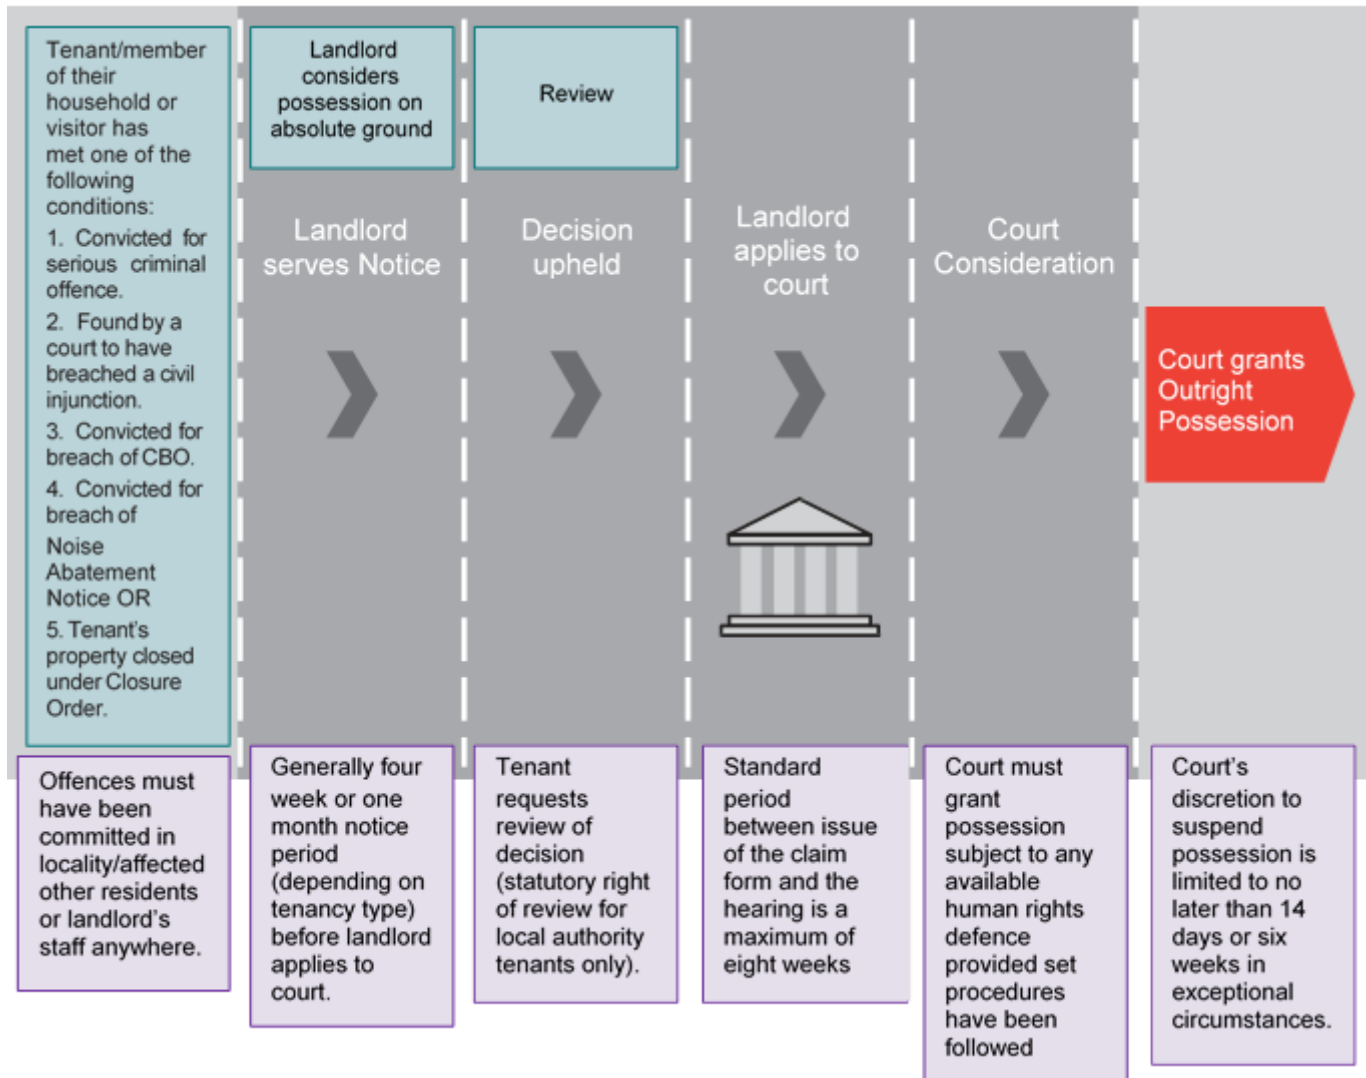 Tenant/member
of their
household or
visitor has
met one of the
following
conditions:
1. Convicted for
serious criminal
offence.
2. Found by a
court to have
breached a civil
injunction.
3. Convicted for
breach of CBO.
4. Convicted for
breach of
Noise
Abatement
Notice OR
5. Tenant's
property closed
under Closure
Order.
Offences must
have been
committed in
locality/affected
other residents
or landlord's
staff anywhere.
Landlord
considers
possession on
absolute ground
Landlord
serves Notice
Generally four
week or one
month notice
period
(depending on
tenancy type)
before landlord
applies to
court.
Review
Decision
upheld
Tenant
requests
review of
decision
(statutory right
of review for
local authority
tenants only).
Landlord
applies to
court
Standard
period
between issue
of the claim
form and the
hearing is a
maximum of
eight weeks
Court
Consideration
Court must
grant
possession
subject to any
available
human rights
defence
provided set
procedures
have been
followed
Court grants
Outright
Possession
Court's
discretion to
suspend
possession is
limited to no
later than 14
days or six
weeks in
exceptional
circumstances.